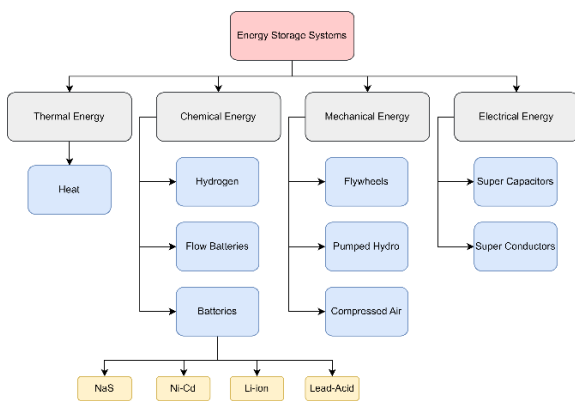 Energy Storage Systems
Thermal Energy
Chemical Energy
Mechanical Energy
Electrical Energy
Heat
Hydrogen
Flywheels
Super Capacitors
Flow Batteries
Pumped Hydro
Super Conductors
Batteries
Compressed Air
NaS
Ni-Cd
Li-ion
Lead-Acid